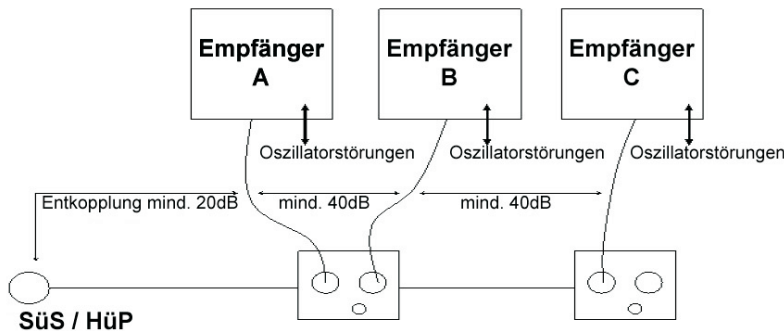 Empfänger
A
Empfänger
B
Empfänger
C
Oszillatorstörungen
Oszillatorstörungen
Oszillatorstörungen
Entkopplung mind. 20dB
mind. 40dB
mind. 40dB
SüS / HüP